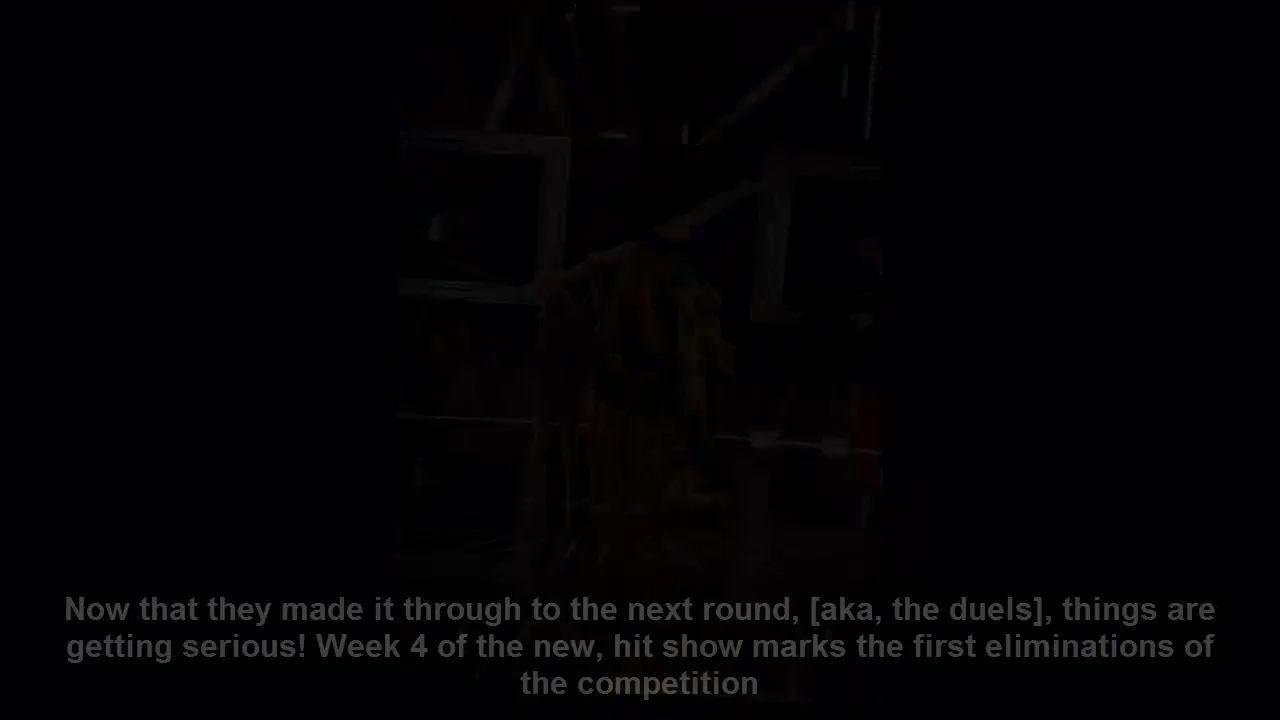 Now that they made it through to the next round, [aka, the duels], things are
getting serious! Week 4 of the new, hit show marks the first eliminations of
the competition